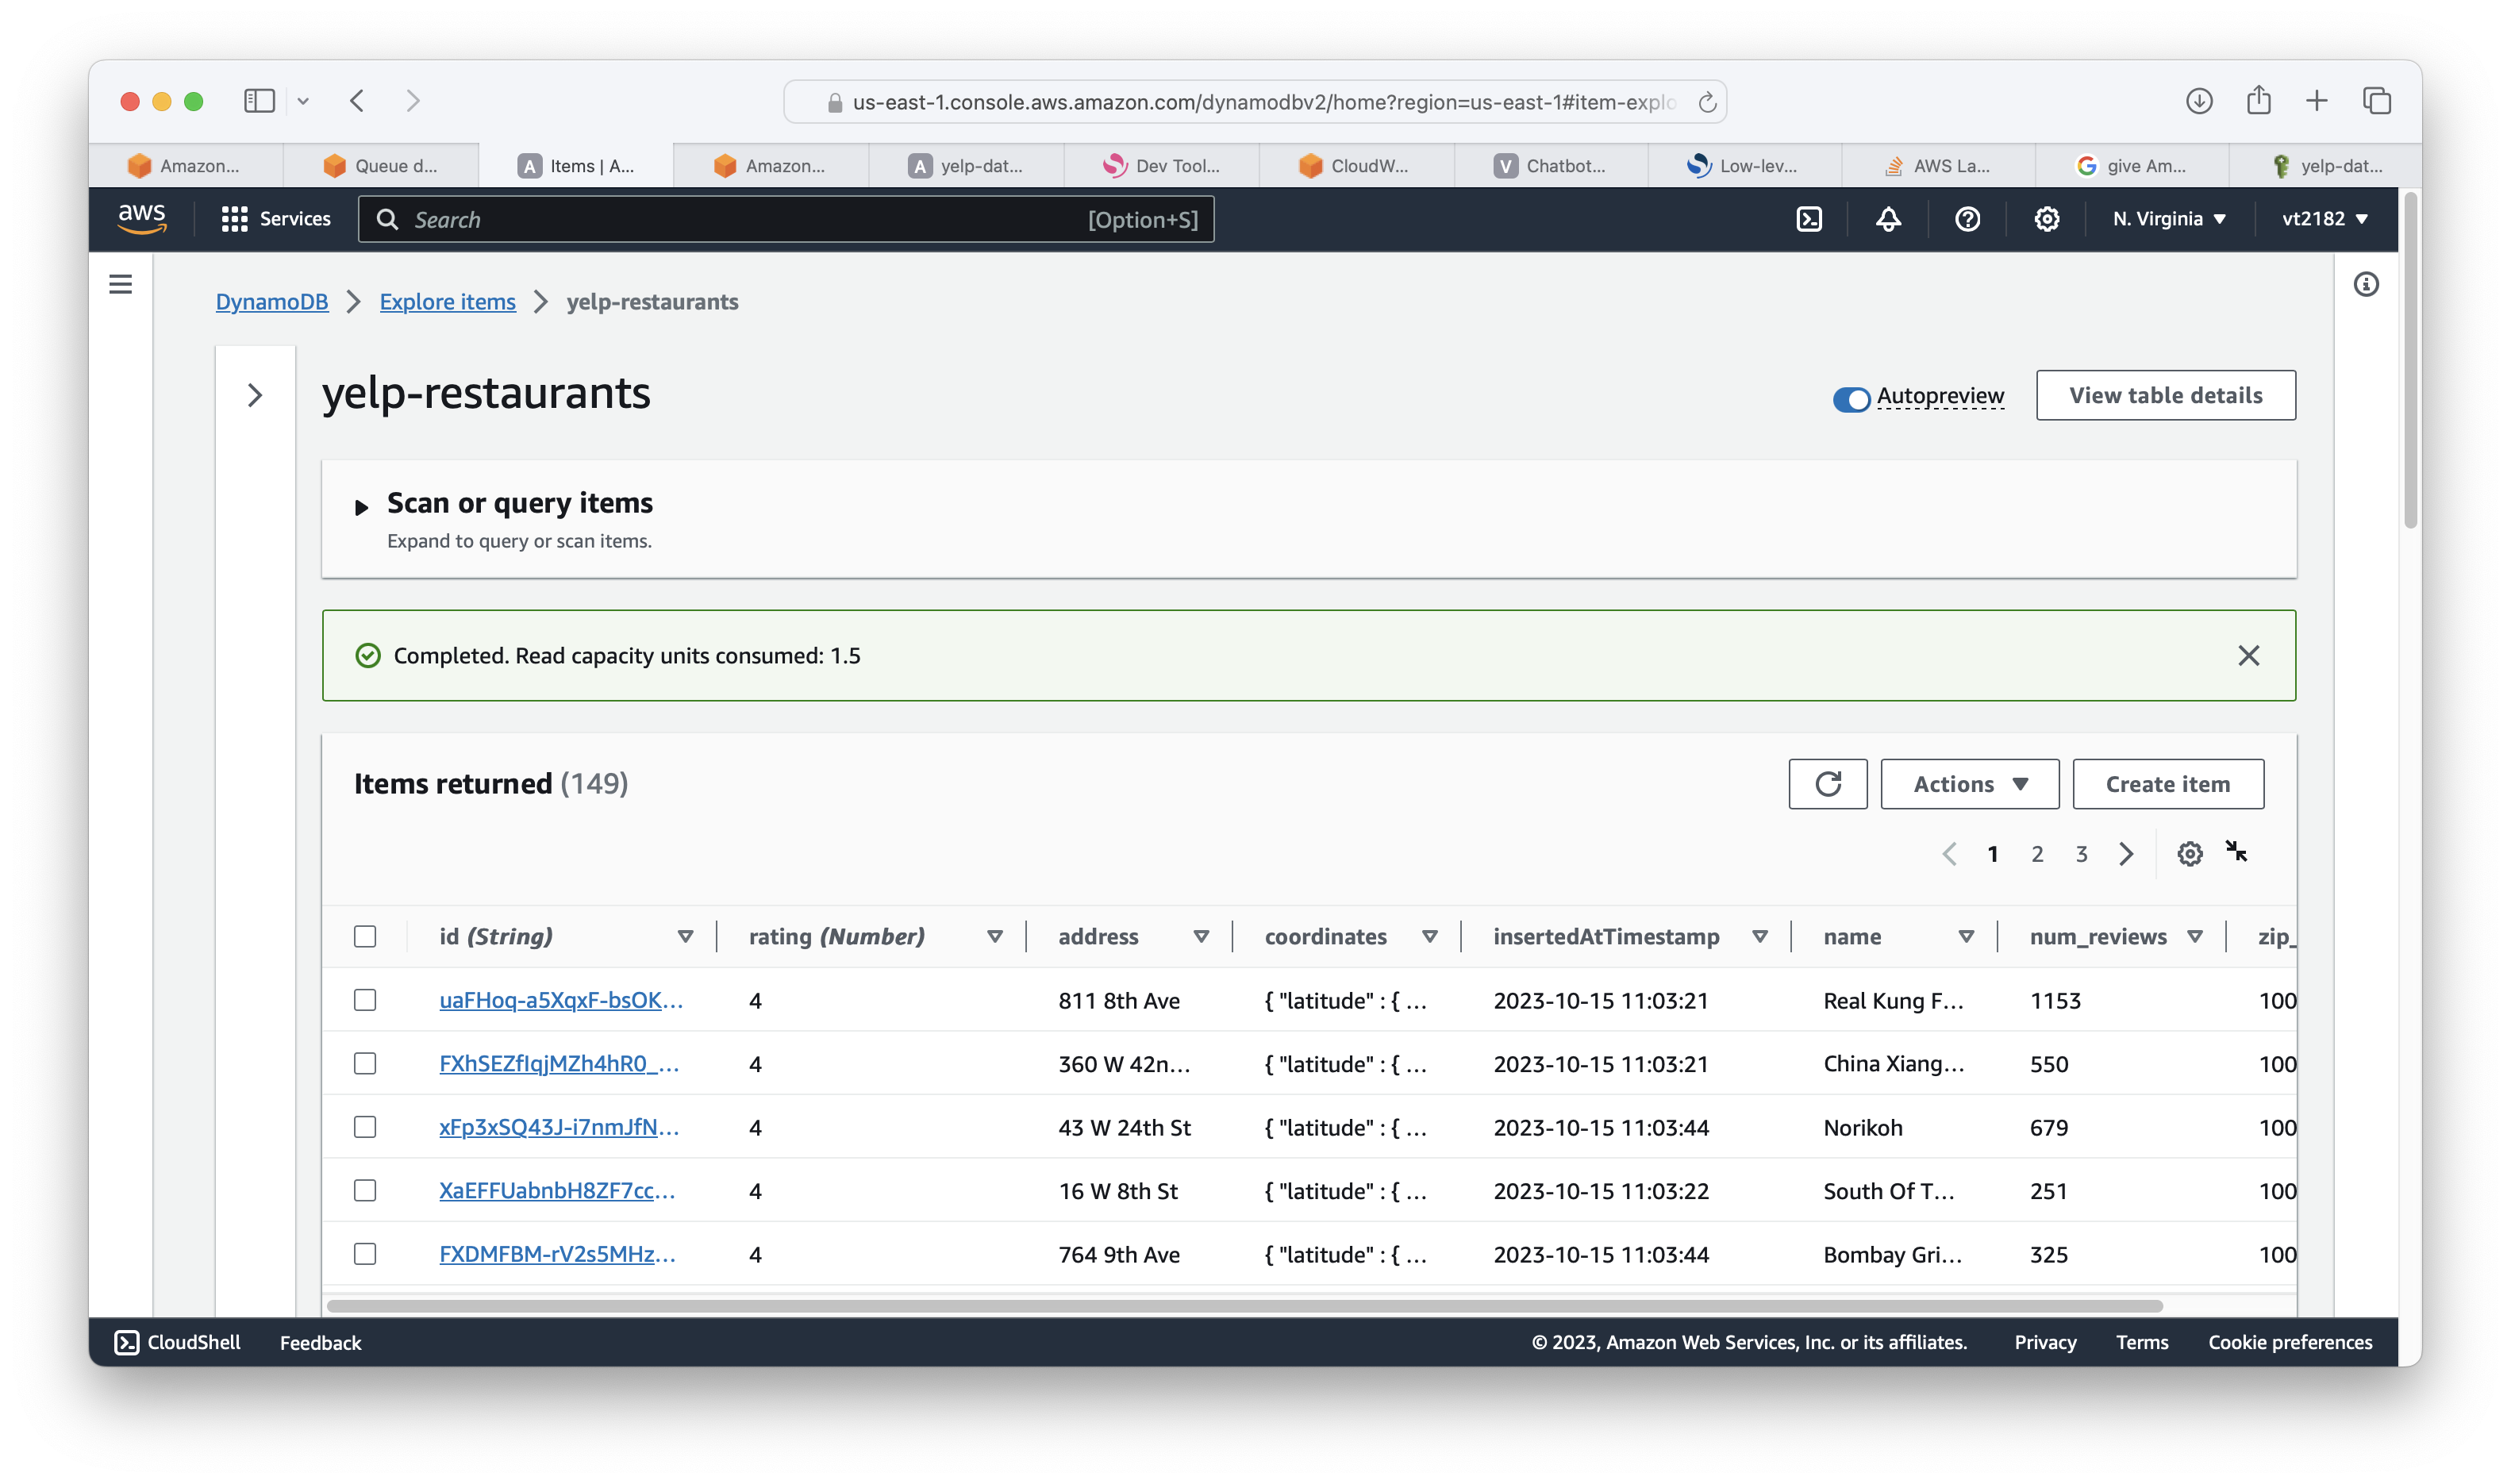 us-east-1.console.aws.amazon.com/dynamodbv2/home?region=us-east-1#item-explo
Amazon... Queue d... A Items | A... Amazon... A yelp-dat... Dev Tool... CloudW... V Chatbot... Low-lev... AWS La... give Am... yelp-dat...
aws Services Search [Option+S] N. Virginia vt2182
DynamoDB Explore items yelp-restaurants
yelp-restaurants
Autopreview View table details
Scan or query items
Expand to query or scan items.
Completed. Read capacity units consumed: 1.5
Items returned (149) Actions Create item
1 2 3
id (String) rating (Number) address coordinates insertedAtTimestamp name num_reviews zip_
uaFHoq-a5XqxF-bsOK... 4 811 8th Ave { "latitude" : { ... 2023-10-15 11:03:21 Real Kung F... 1153 100
FXhSEZfIqjMZh4hR0_... 4 360 W 42n... { "latitude" : { ... 2023-10-15 11:03:21 China Xiang... 550 100
xFp3xSQ43J-i7nmJfN... 4 43 W 24th St { "latitude" : { ... 2023-10-15 11:03:44 Norikoh 679 100
XaEFFUabnbH8ZF7cc... 4 16 W 8th St { "latitude" : { ... 2023-10-15 11:03:22 South Of T... 251 100
FXDMFBM-rV2s5MHz... 4 764 9th Ave { "latitude" : { ... 2023-10-15 11:03:44 Bombay Gri... 325 100
CloudShell Feedback © 2023, Amazon Web Services, Inc. or its affiliates. Privacy Terms Cookie preferences